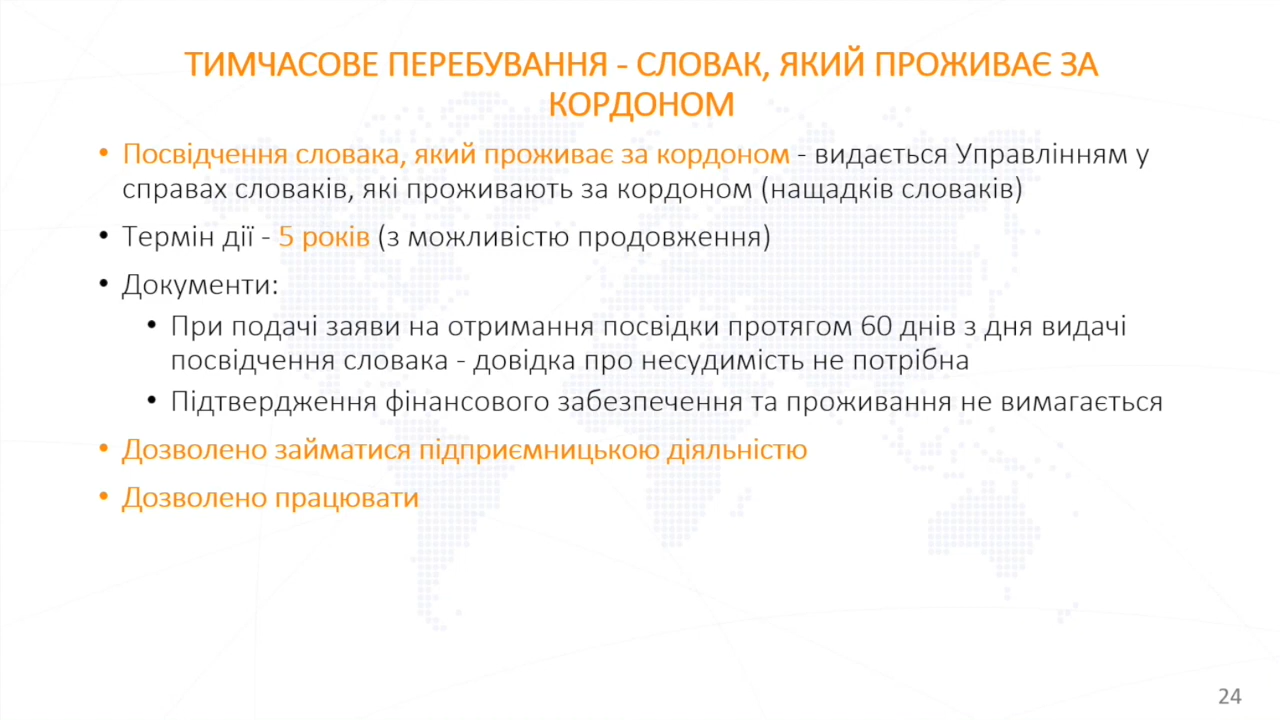 ТИМЧАСОВЕ ПЕРЕБУВАННЯ - СЛОВАК, ЯКИЙ ПРОЖИВАЄ ЗА
КОРДОНОМ
• Посвідчення словака, який проживає за кордоном - видається Управлінням у
справах словаків, які проживають за кордоном (нащадків словаків)
• Термін дії - 5 років (з можливістю продовження)
• Документи:
• При подачі заяви на отримання посвідки протягом 60 днів з дня видачі
посвідчення словака - довідка про несудимість не потрібна
• Підтвердження фінансового забезпечення та проживання не вимагається
• Дозволено займатися підприємницькою діяльністю
• Дозволено працювати
24